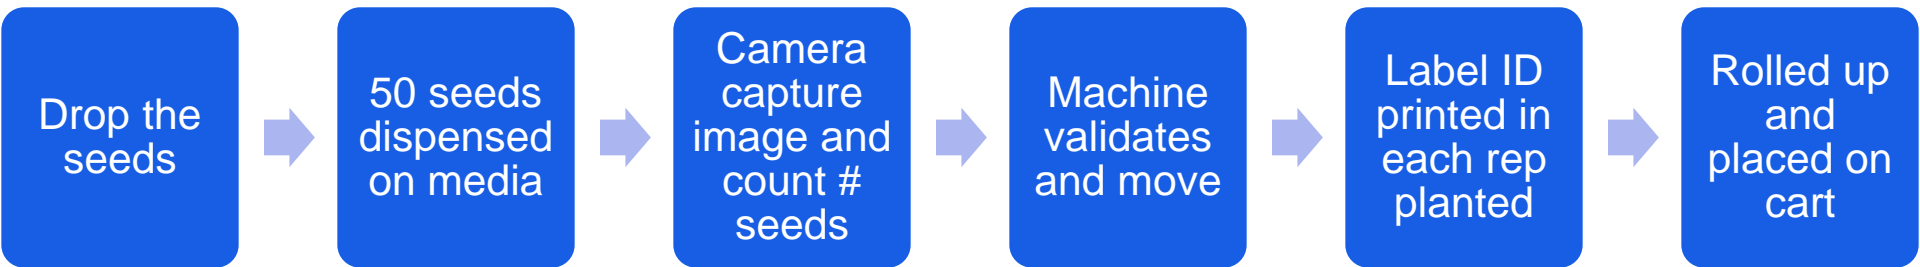 Drop the
seeds
50 seeds
dispensed
on media
Camera
capture
image and
count #
seeds
Machine
validates
and move
Label ID
printed in
each rep
planted
Rolled up
and
placed on
cart